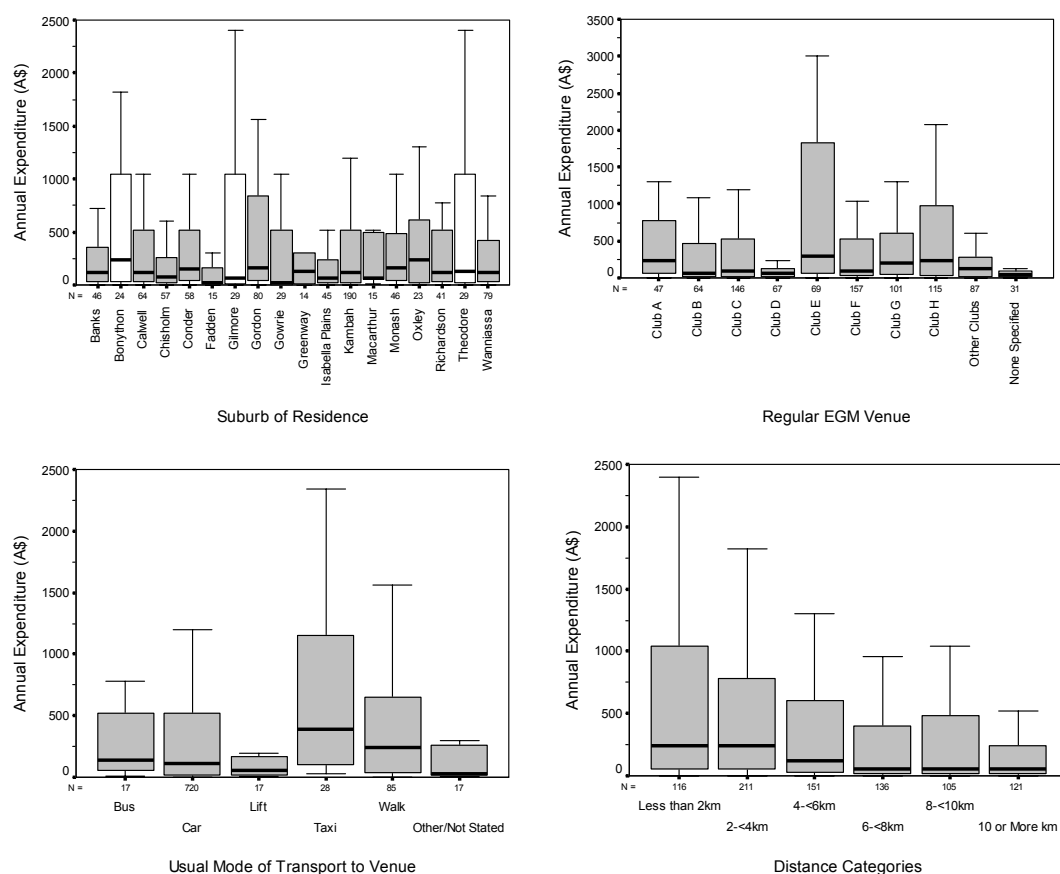 Annual Expenditure (A$)
2500
2000
1500
1000
500
0
N = 46 24 64 57 58 15 29 80 29 14 45 190 15 46 23 41 29 79
Banks
Bonython
Calwell
Chisholm
Conder
Fadden
Gilmore
Gordon
Gowrie
Greenway
Isabella Plains
Kambah
Macarthur
Monash
Oxley
Richardson
Theodore
Wanniassa
Suburb of Residence
Annual Expenditure (A$)
3500
3000
2500
2000
1500
1000
500
0
N = 47 64 146 67 69 157 101 115 87 31
Club A
Club B
Club C
Club D
Club E
Club F
Club G
Club H
Other Clubs
None Specified
Regular EGM Venue
Annual Expenditure (A$)
2500
2000
1500
1000
500
0
N = 17 720 17 28 85 17
Bus Lift Walk
Car Taxi Other/Not Stated
Usual Mode of Transport to Venue
Annual Expenditure (A$)
2500
2000
1500
1000
500
0
N = 116 211 151 136 105 121
Less than 2km 4-<6km 8-<10km
2-<4km 6-<8km 10 or More km
Distance Categories